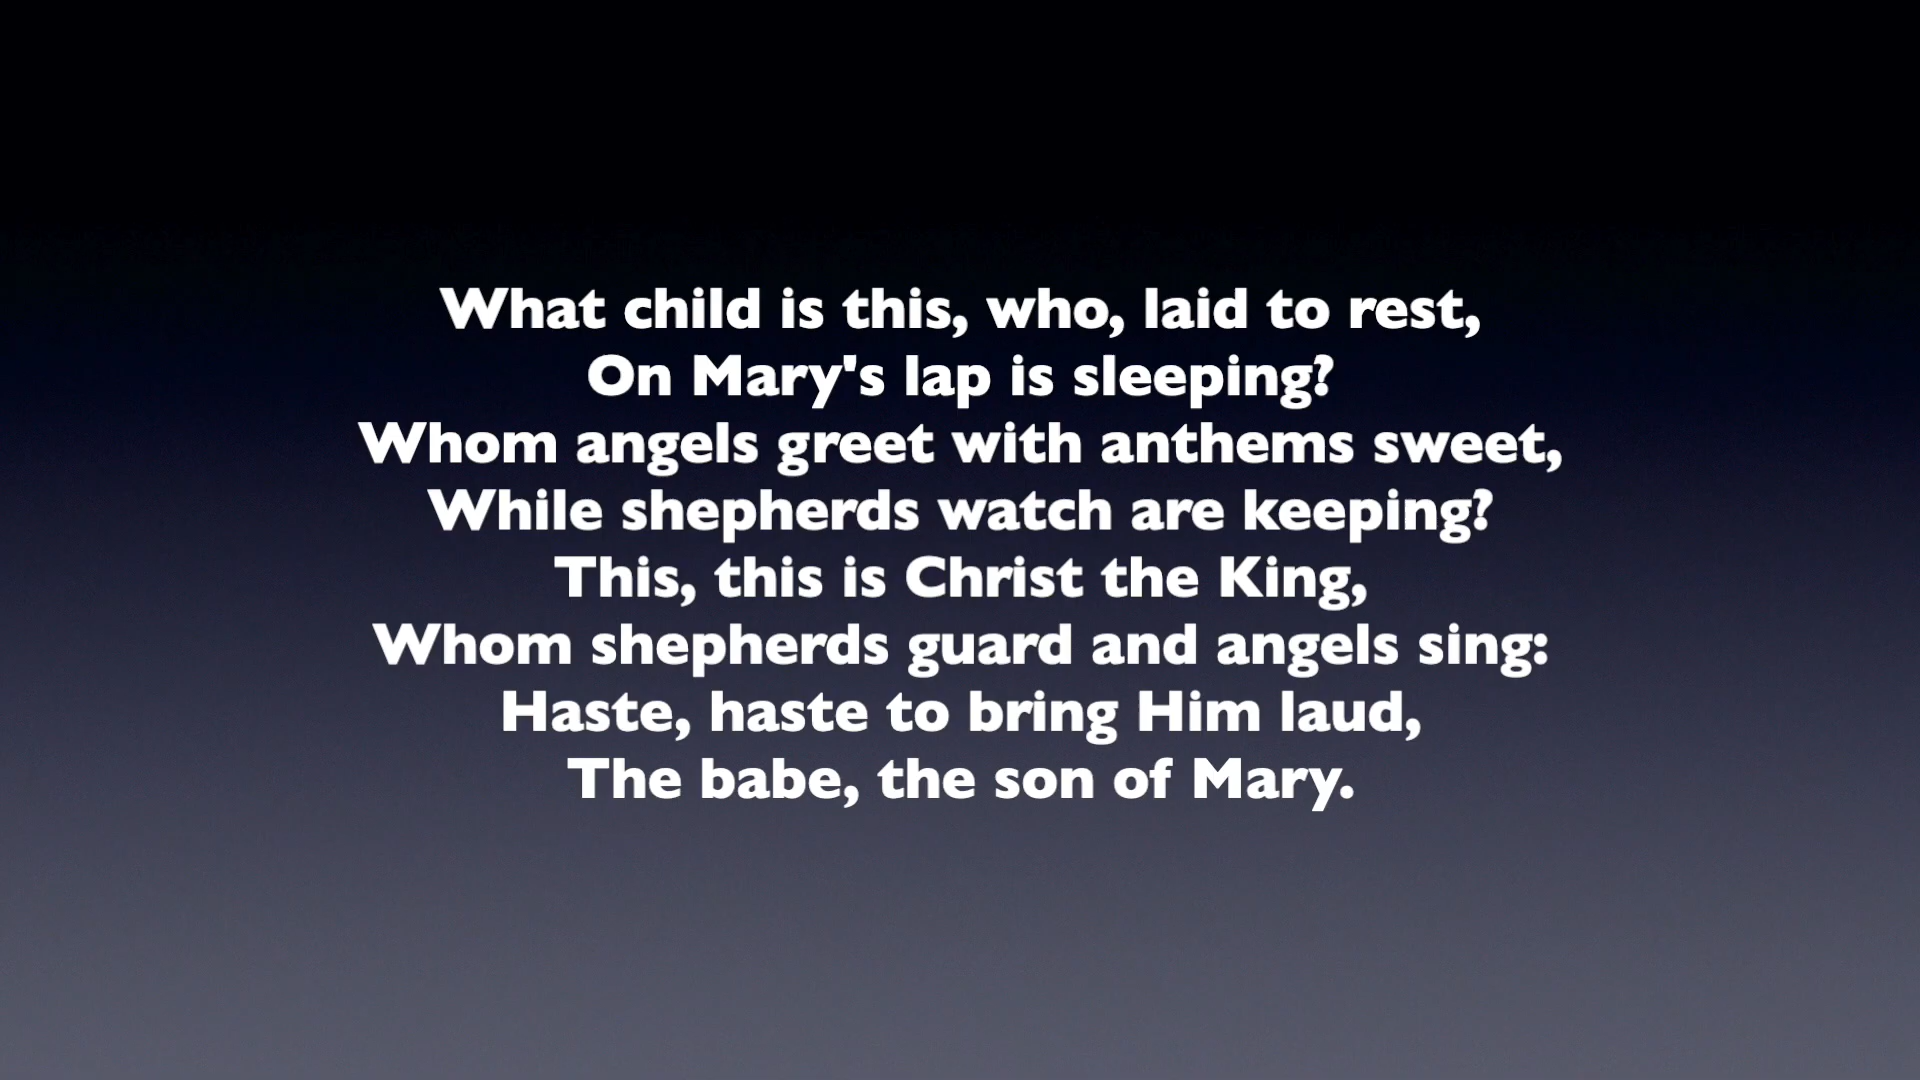 What child is this, who, laid to rest,
On Mary's lap is sleeping?
Whom angels greet with anthems sweet,
While shepherds watch are keeping?
This, this is Christ the King,
Whom shepherds guard and angels sing:
Haste, haste to bring Him laud,
The babe, the son of Mary.